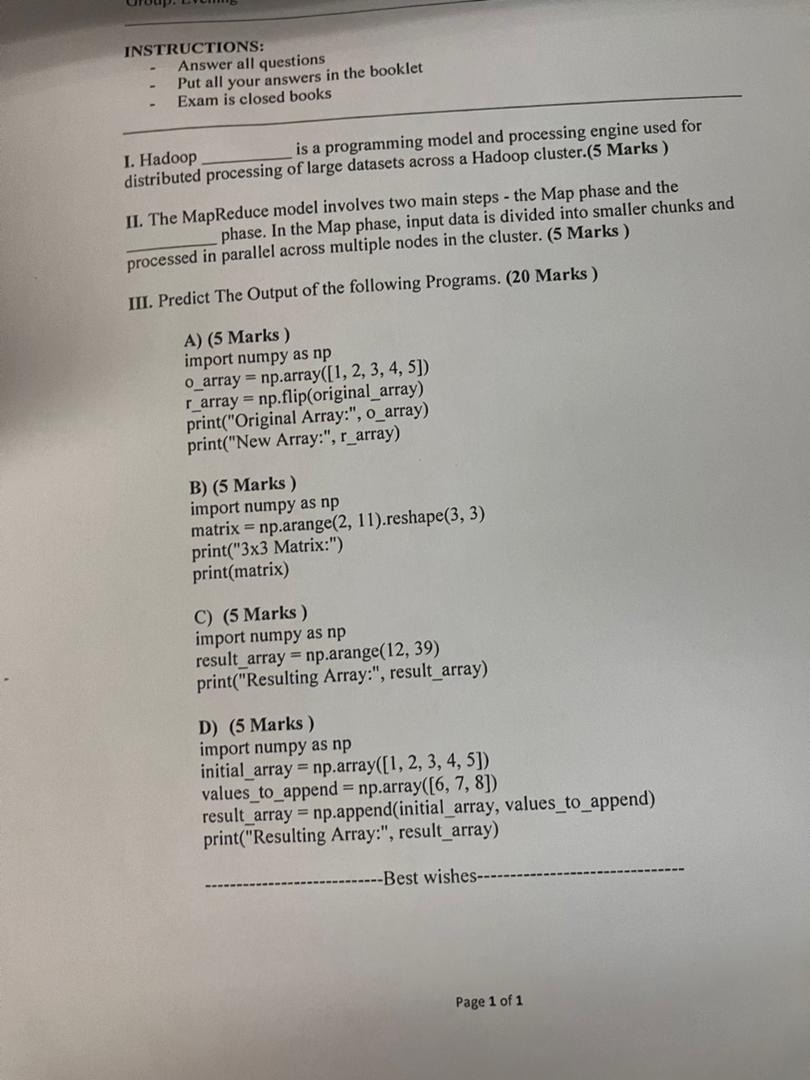 INSTRUCTIONS:
- Answer all questions
- Put all your answers in the booklet
- Exam is closed books
I. Hadoop __________ is a programming model and processing engine used for
distributed processing of large datasets across a Hadoop cluster.(5 Marks )
II. The MapReduce model involves two main steps - the Map phase and the
__________ phase. In the Map phase, input data is divided into smaller chunks and
processed in parallel across multiple nodes in the cluster. (5 Marks )
III. Predict The Output of the following Programs. (20 Marks )
A) (5 Marks )
import numpy as np
o_array = np.array([1, 2, 3, 4, 5])
r_array = np.flip(original_array)
print("Original Array:", o_array)
print("New Array:", r_array)
B) (5 Marks )
import numpy as np
matrix = np.arange(2, 11).reshape(3, 3)
print("3x3 Matrix:")
print(matrix)
C) (5 Marks )
import numpy as np
result_array = np.arange(12, 39)
print("Resulting Array:", result_array)
D) (5 Marks )
import numpy as np
initial_array = np.array([1, 2, 3, 4, 5])
values_to_append = np.array([6, 7, 8])
result_array = np.append(initial_array, values_to_append)
print("Resulting Array:", result_array)
----------------------------Best wishes---------------------------------
Page 1 of 1